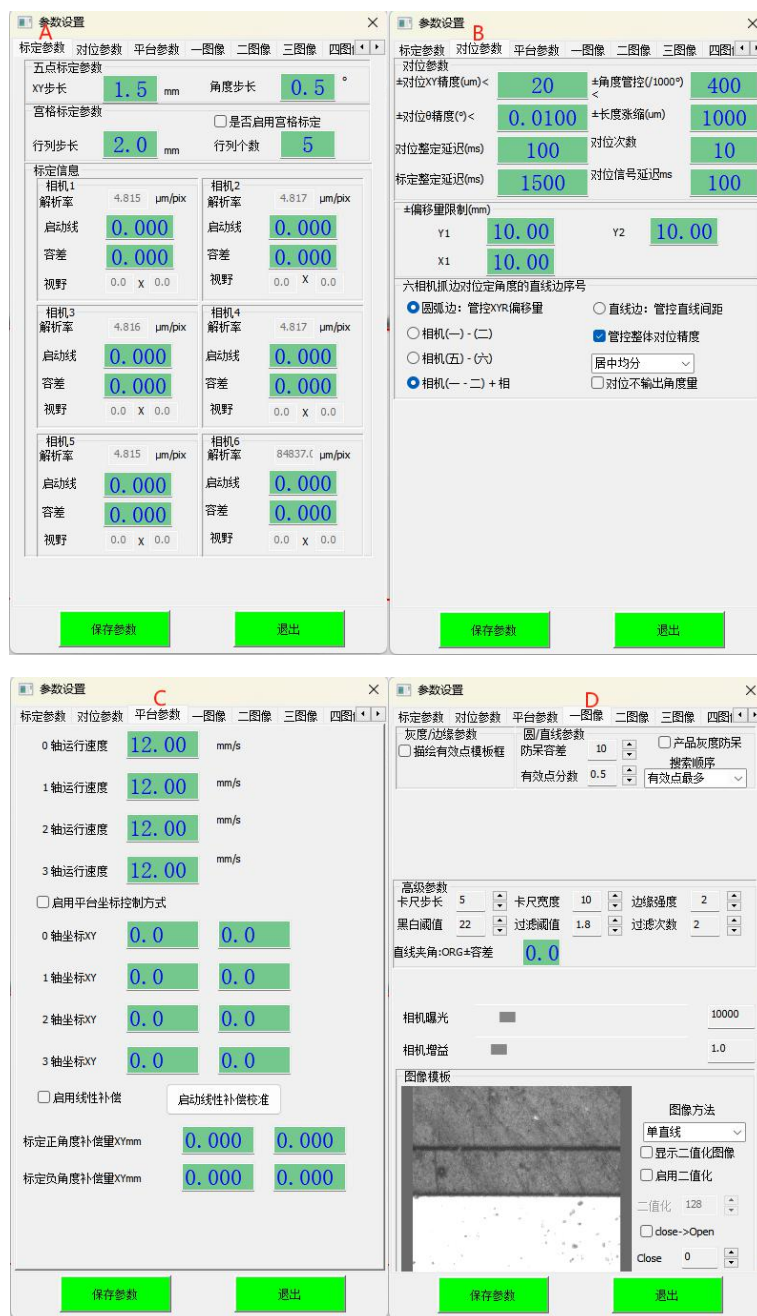 参数设置
A
标定参数 对位参数 平台参数 一图像 二图像 三图像 四图
五点标定参数
XY步长 1.5 mm 角度步长 0.5 °
宫格标定参数
是否启用宫格标定
行列步长 2.0 mm 行列个数 5
标定信息
相机1 相机2
解析率 4.815 μm/pix 解析率 4.817 μm/pix
启动线 0.000 启动线 0.000
容差 0.000 容差 0.000
视野 0.0 X 0.0 视野 0.0 X 0.0
相机3 相机4
解析率 4.816 μm/pix 解析率 4.817 μm/pix
启动线 0.000 启动线 0.000
容差 0.000 容差 0.000
视野 0.0 X 0.0 视野 0.0 X 0.0
相机5 相机6
解析率 4.815 μm/pix 解析率 84837.( μm/pix
启动线 0.000 启动线 0.000
容差 0.000 容差 0.000
视野 0.0 X 0.0 视野 0.0 X 0.0
保存参数 退出
参数设置
B
标定参数 对位参数 平台参数 一图像 二图像 三图像 四图
对位参数
±对位XY精度(um)< 20 ±角度管控(/1000°)< 400
±对位θ精度(°)< 0.0100 ±长度涨缩(um) 1000
对位整定延迟(ms) 100 对位次数 10
标定整定延迟(ms) 1500 对位信号延迟ms 100
±偏移量限制(mm)
Y1 10.00 Y2 10.00
X1 10.00
六相机抓边对位定角度的直线边序号
圆弧边：管控XYR偏移量 直线边：管控直线间距
相机(一) - (二) 管控整体对位精度
相机(五) - (六) 居中均分
相机(一 - 二) + 相 对位不输出角度量
保存参数 退出
参数设置
C
标定参数 对位参数 平台参数 一图像 二图像 三图像 四图
0 轴运行速度 12.00 mm/s
1 轴运行速度 12.00 mm/s
2 轴运行速度 12.00 mm/s
3 轴运行速度 12.00 mm/s
启用平台坐标控制方式
0 轴坐标XY 0.0 0.0
1 轴坐标XY 0.0 0.0
2 轴坐标XY 0.0 0.0
3 轴坐标XY 0.0 0.0
启用线性补偿 启动线性补偿校准
标定正角度补偿量XYmm 0.000 0.000
标定负角度补偿量XYmm 0.000 0.000
保存参数 退出
参数设置
D
标定参数 对位参数 平台参数 一图像 二图像 三图像 四图
灰度/边缘参数 圆/直线参数
描绘有效点模板框 防呆容差 10 产品灰度防呆
搜索顺序
有效点分数 0.5 有效点最多
高级参数
卡尺步长 5 卡尺宽度 10 边缘强度 2
黑白阈值 22 过滤阈值 1.8 过滤次数 2
直线夹角:ORG±容差 0.0
相机曝光 10000
相机增益 1.0
图像模板
图像方法
单直线
显示二值化图像
启用二值化
二值化 128
close->Open
Close 0
保存参数 退出